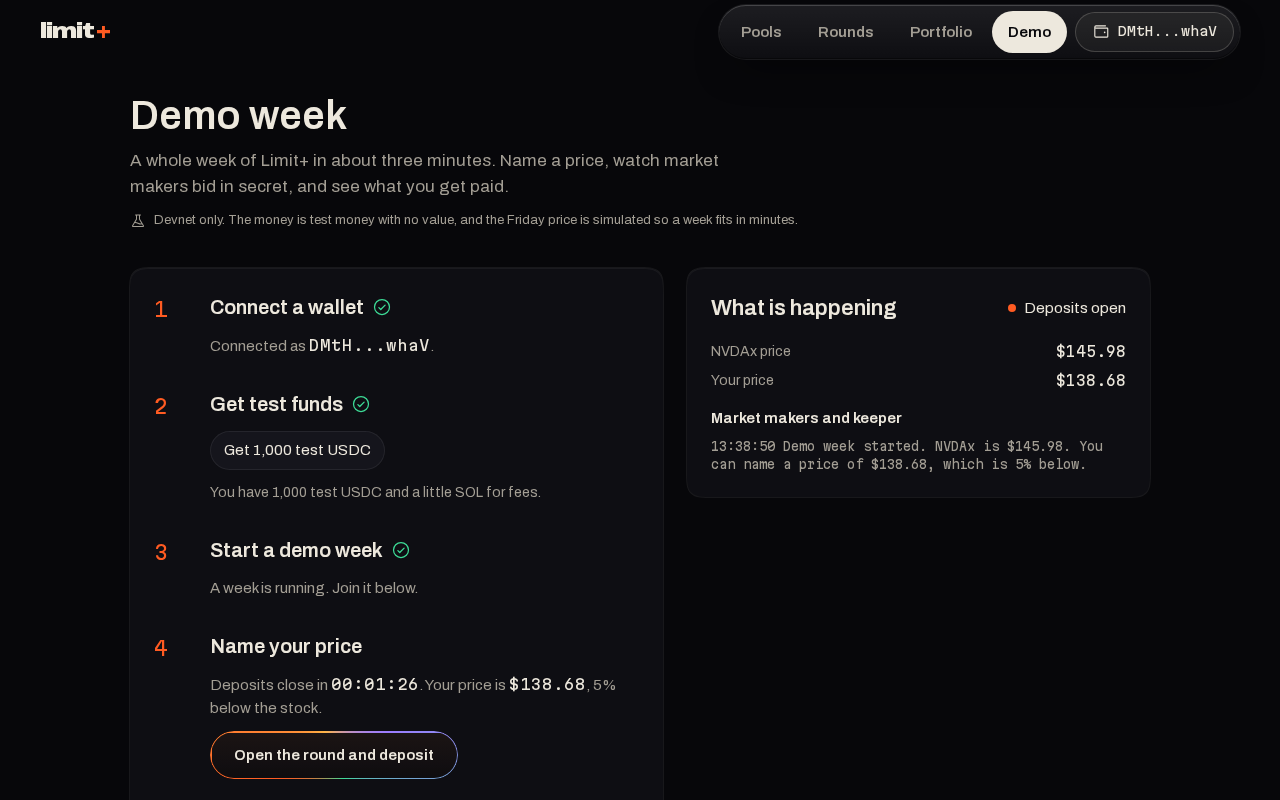 limit+
Pools
Rounds
Portfolio
Demo
DMtH...whaV
Demo week
A whole week of Limit+ in about three minutes. Name a price, watch market
makers bid in secret, and see what you get paid.
Devnet only. The money is test money with no value, and the Friday price is simulated so a week fits in minutes.
1
Connect a wallet
Connected as DMtH...whaV.
2
Get test funds
Get 1,000 test USDC
You have 1,000 test USDC and a little SOL for fees.
3
Start a demo week
A week is running. Join it below.
4
Name your price
Deposits close in 00:01:26. Your price is $138.68, 5%
below the stock.
Open the round and deposit
What is happening
Deposits open
NVDAx price
$145.98
Your price
$138.68
Market makers and keeper
13:38:50 Demo week started. NVDAx is $145.98. You
can name a price of $138.68, which is 5% below.